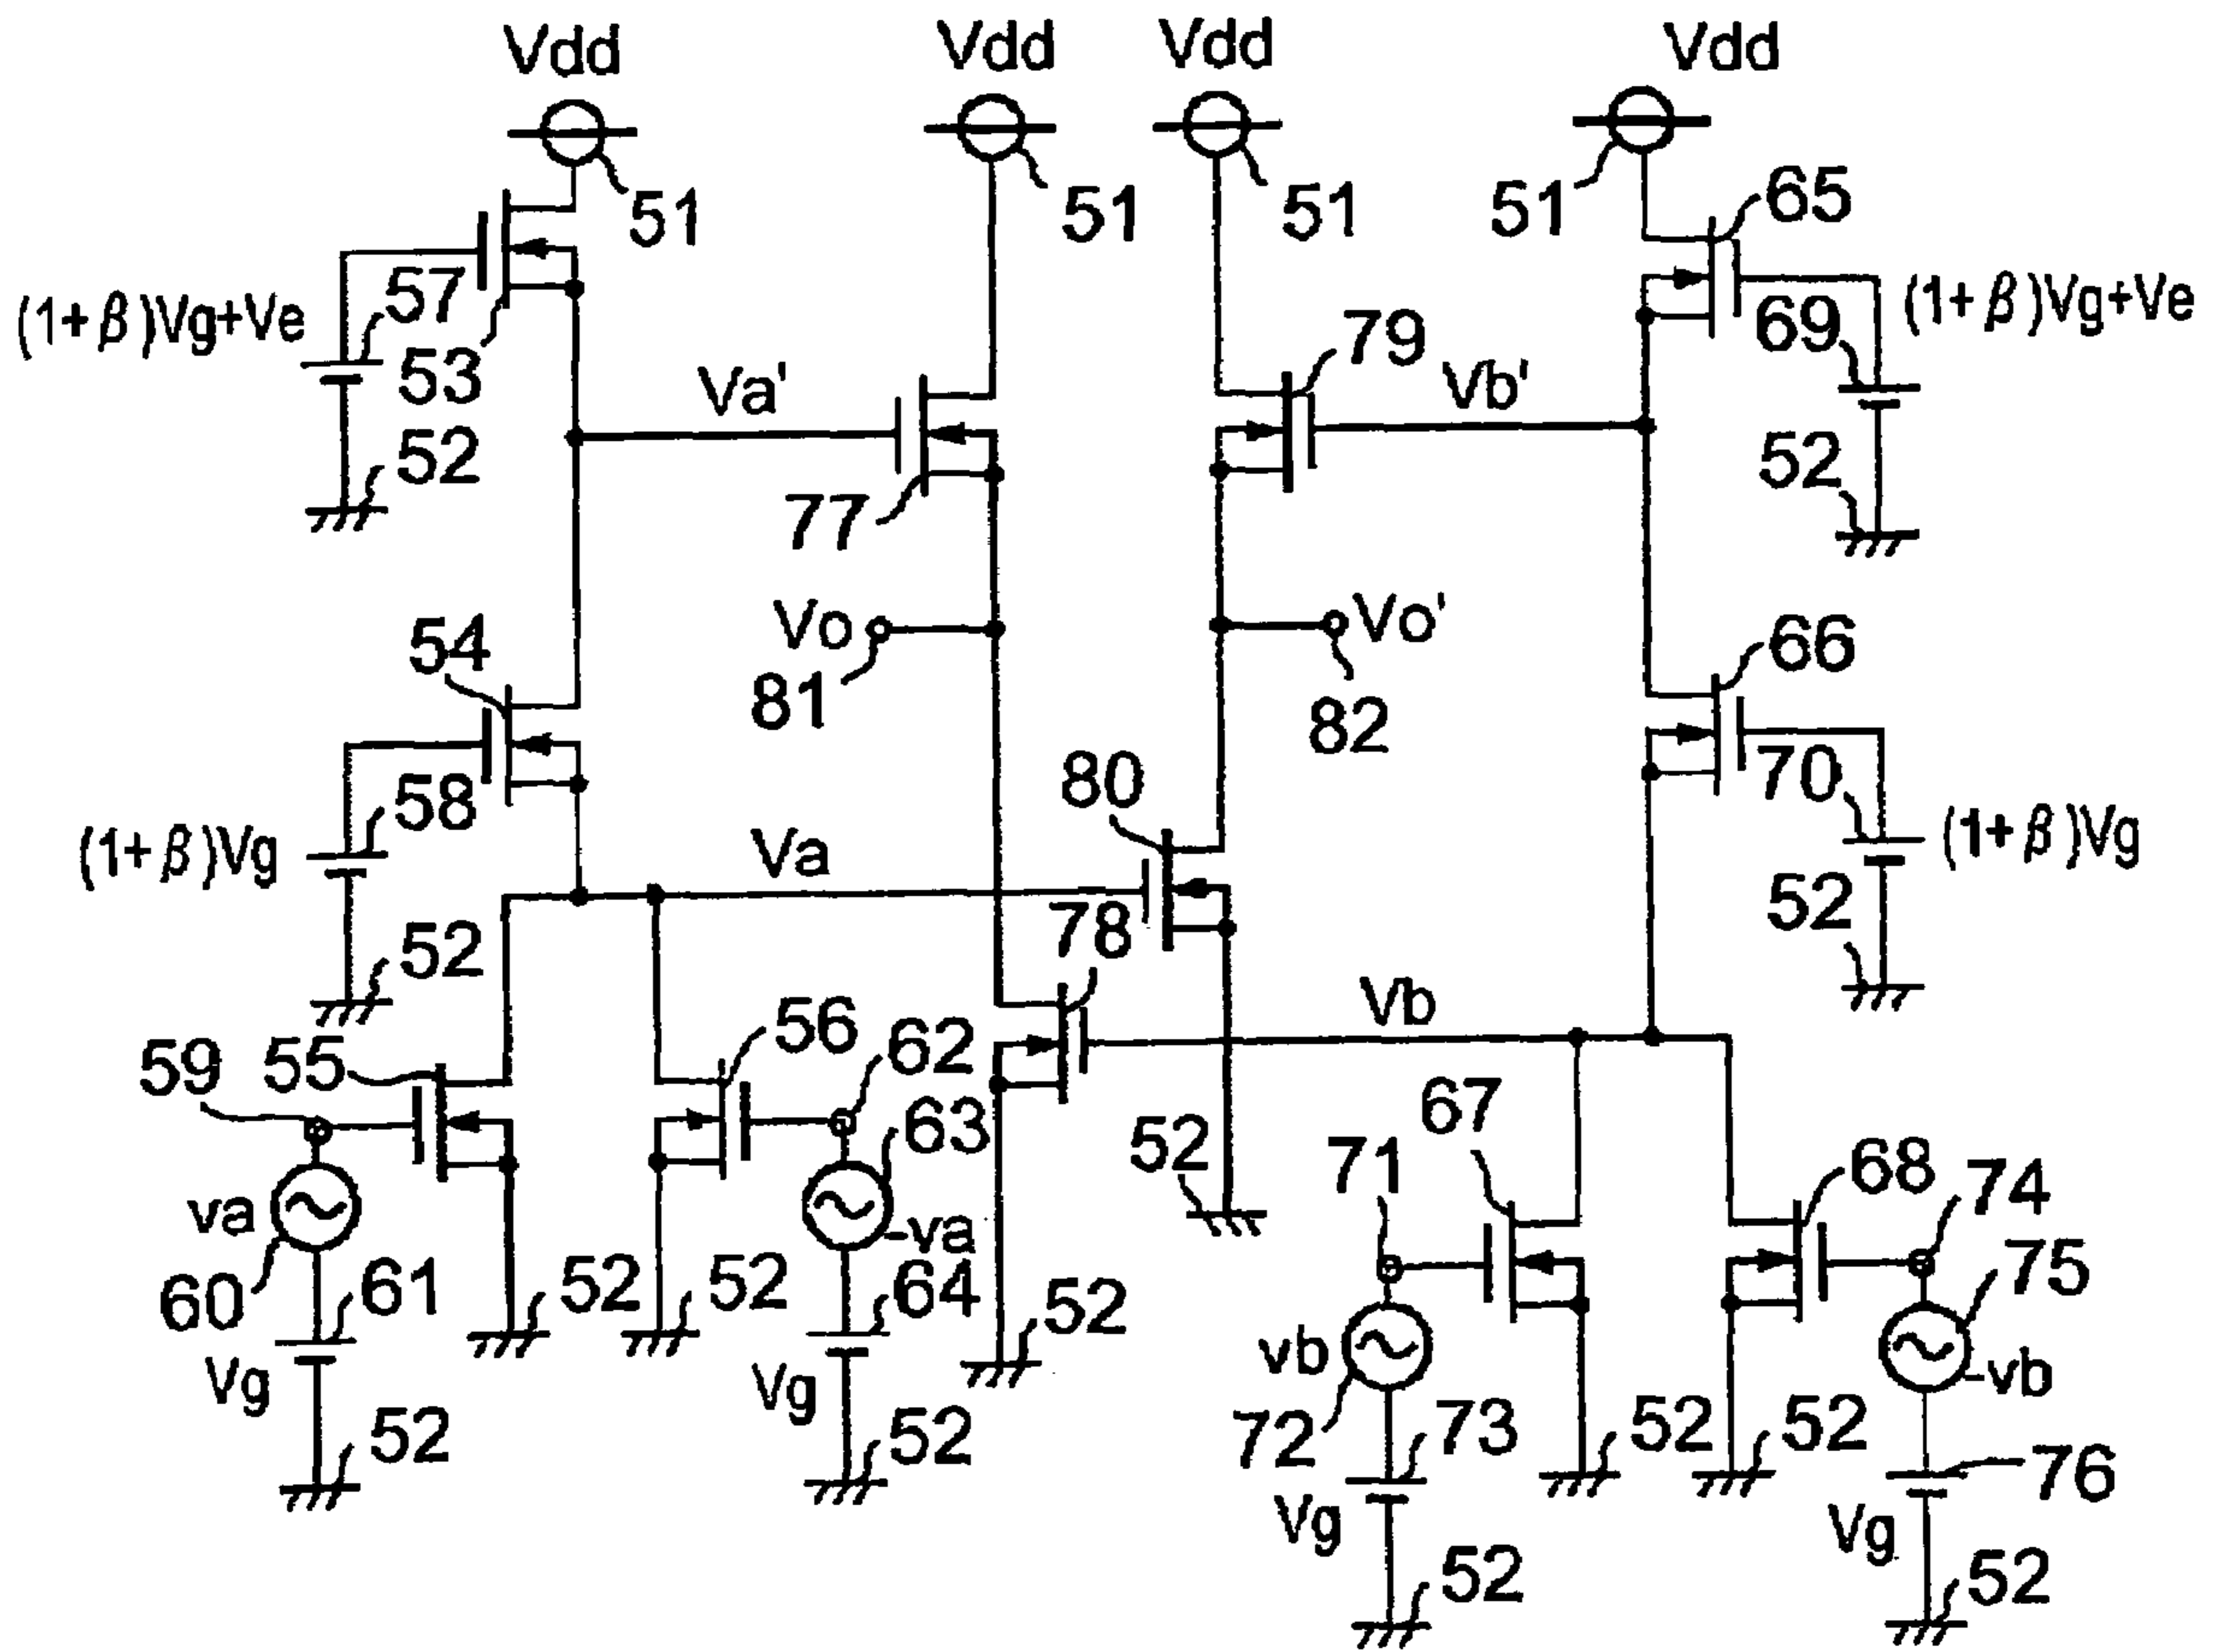 Vdd Vdd Vdd Vdd
51 51 51 51 65
(1+β)Vg+Ve 57 69 (1+β)Vg+Ve
53 79
52 Va' Vb' 52
77
54 Vo Vo' 66
81 82
58 80 70
(1+β)Vg Va (1+β)Vg
52 78 52
56 62 Vb
59 55 63 67
52 71 68 74
va -va 75
60 61 52 52 64 52 vb -vb
Vg Vg 72 73 52 52 76
52 52 Vg Vg
52 52